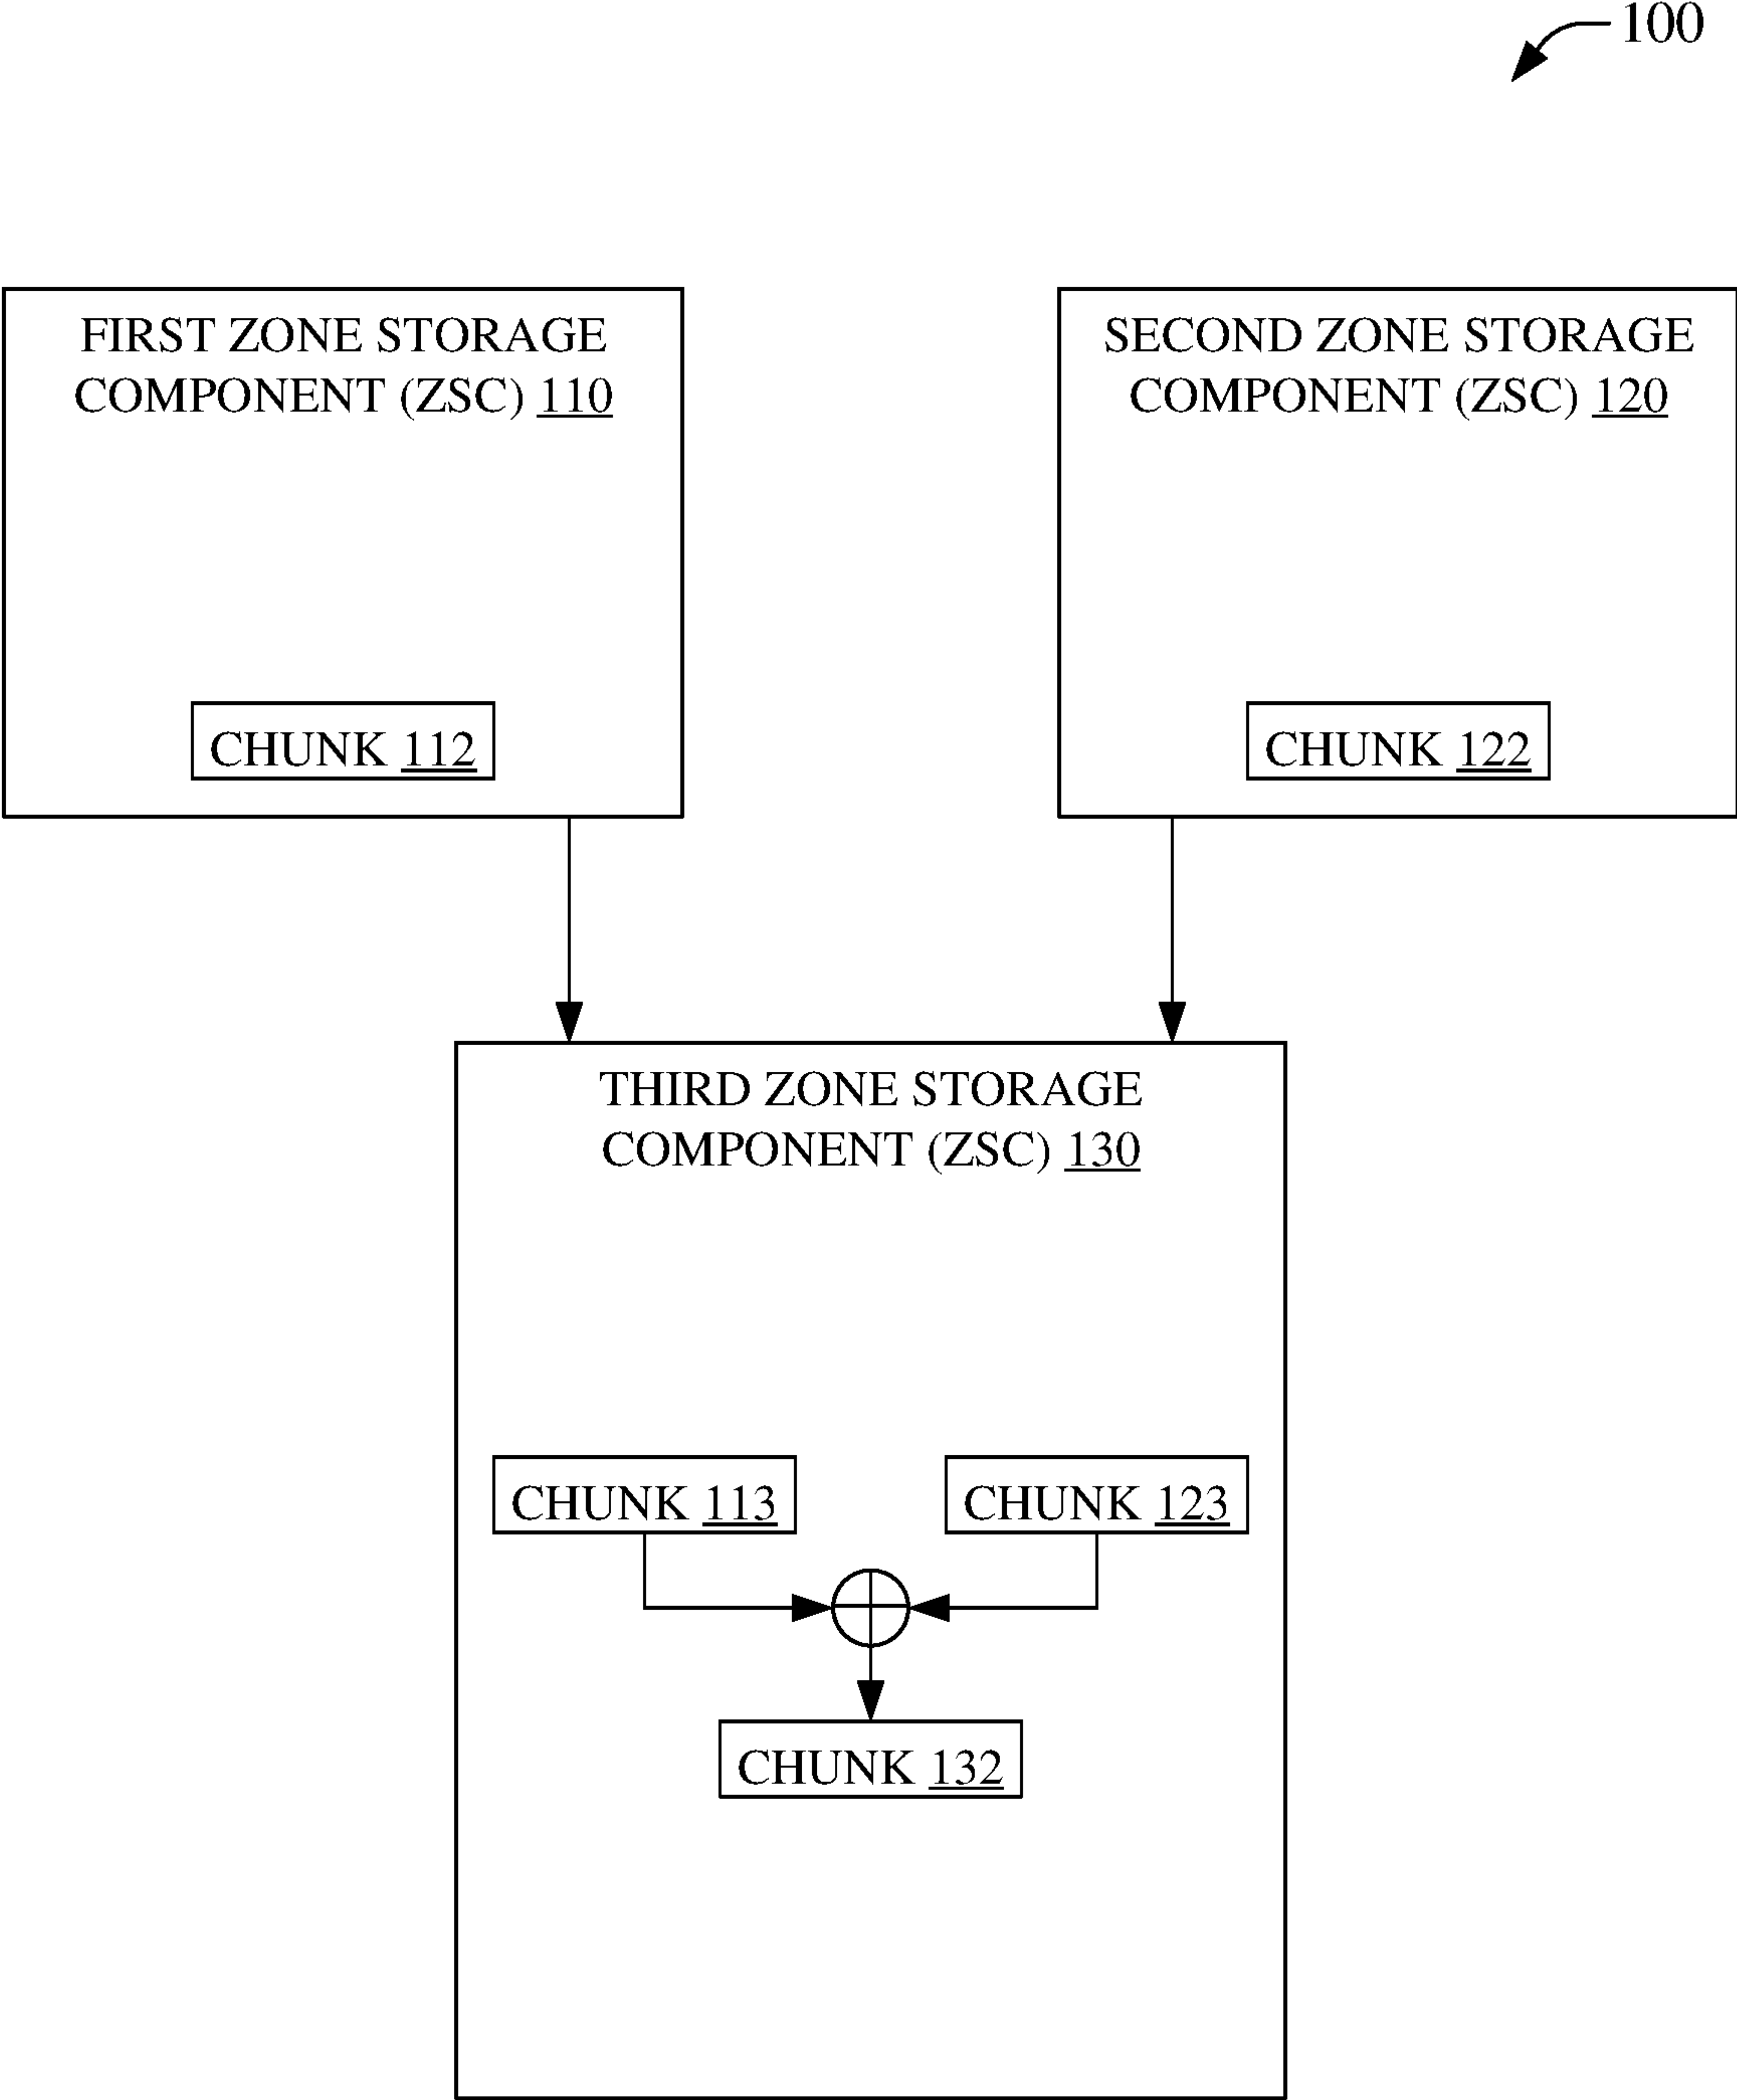 100
FIRST ZONE STORAGE
COMPONENT (ZSC) 110
SECOND ZONE STORAGE
COMPONENT (ZSC) 120
CHUNK 112
CHUNK 122
THIRD ZONE STORAGE
COMPONENT (ZSC) 130
CHUNK 113
CHUNK 123
CHUNK 132